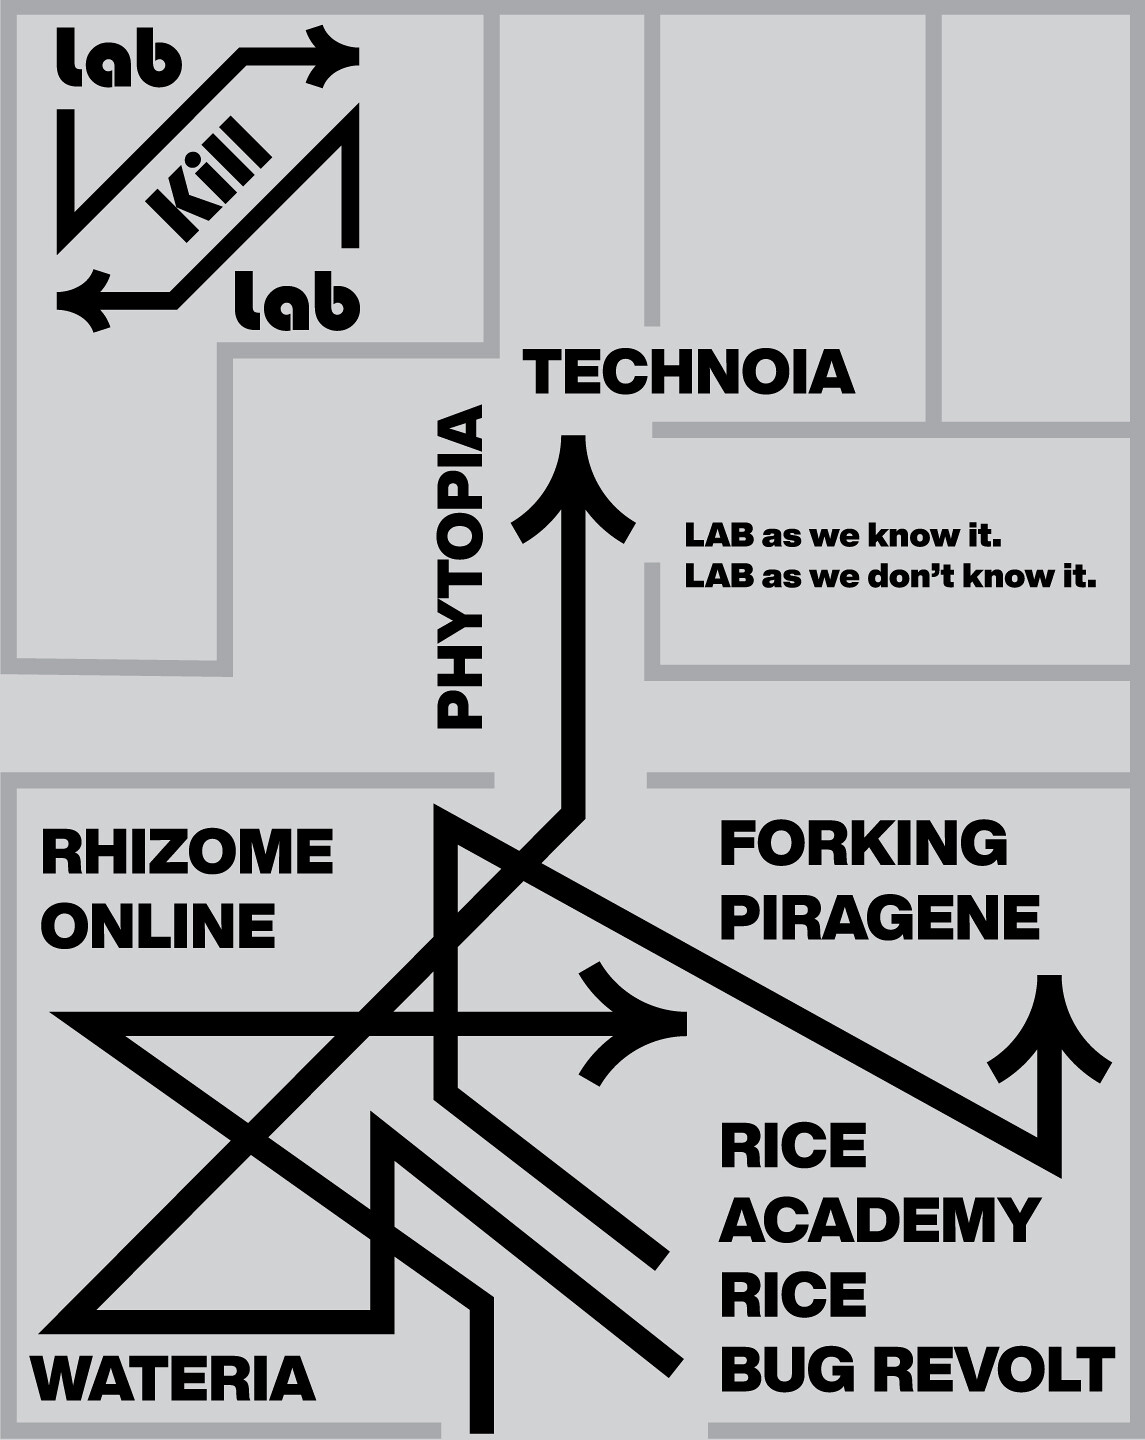 Lab
Kill
Lab
TECHNOIA
PHYTOPIA
LAB as we know it.
LAB as we don’t know it.
RHIZOME
ONLINE
FORKING
PIRAGENE
RICE
ACADEMY
RICE
BUG REVOLT
WATERIA